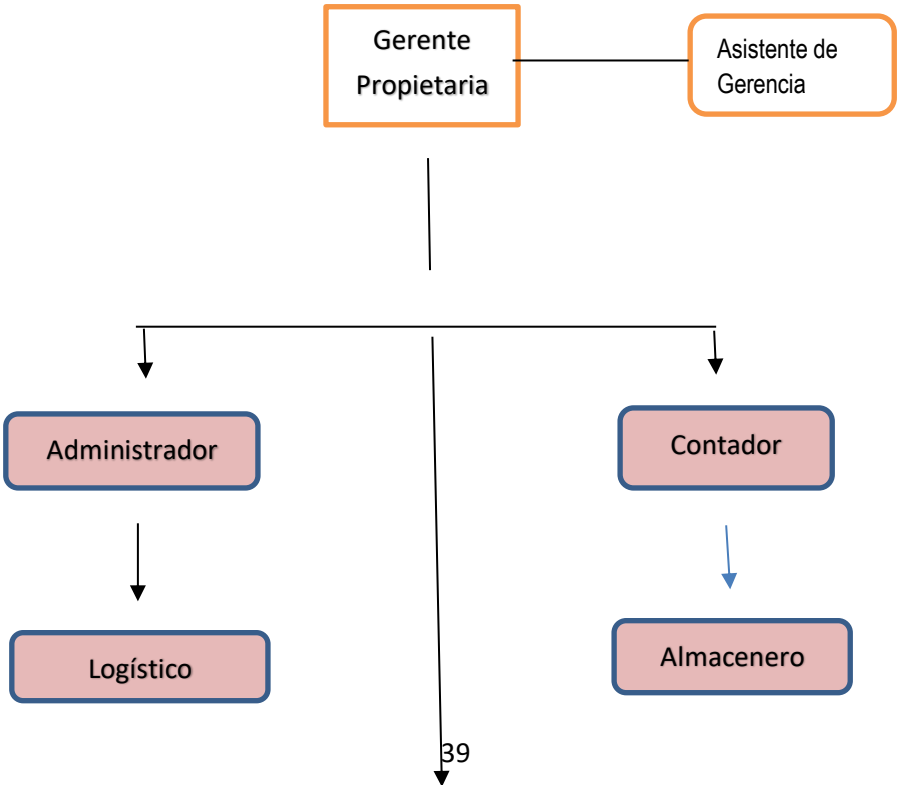 Gerente
Propietaria
Asistente de
Gerencia
Administrador
Contador
Logístico
Almacenero
39